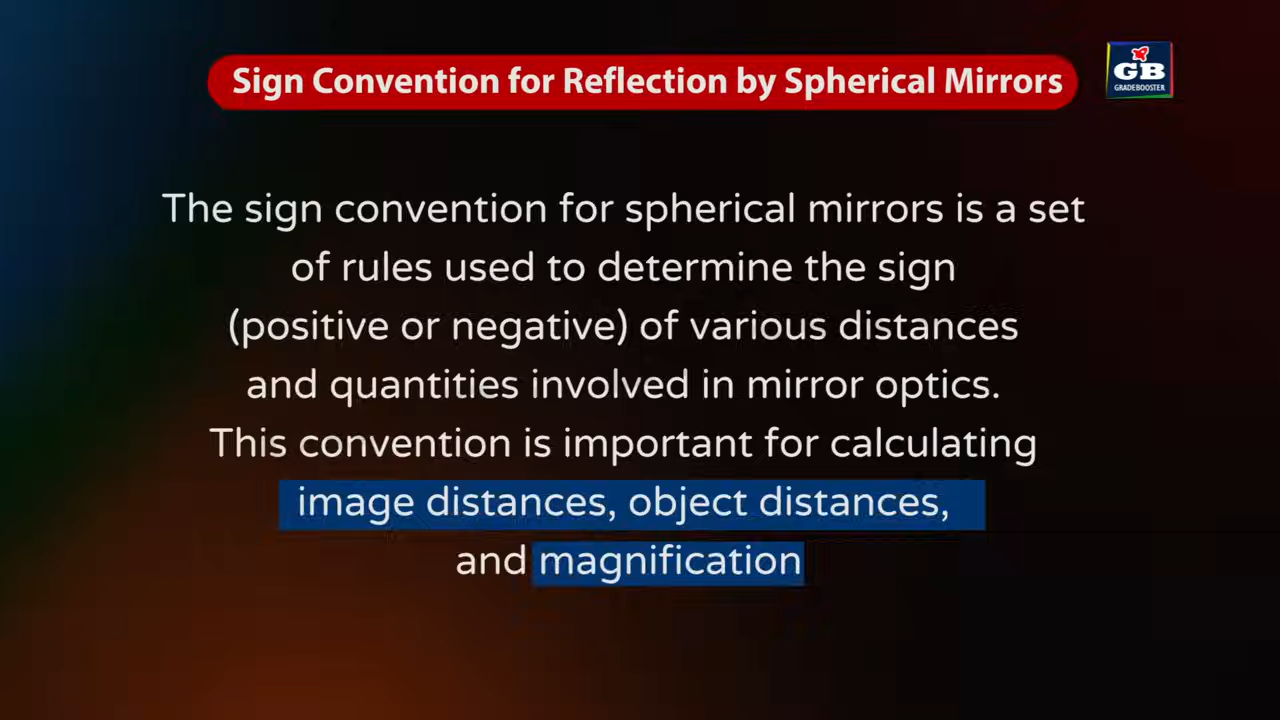 Sign Convention for Reflection by Spherical Mirrors
GB
GRADEBOOSTER
The sign convention for spherical mirrors is a set
of rules used to determine the sign
(positive or negative) of various distances
and quantities involved in mirror optics.
This convention is important for calculating
image distances, object distances,
and magnification